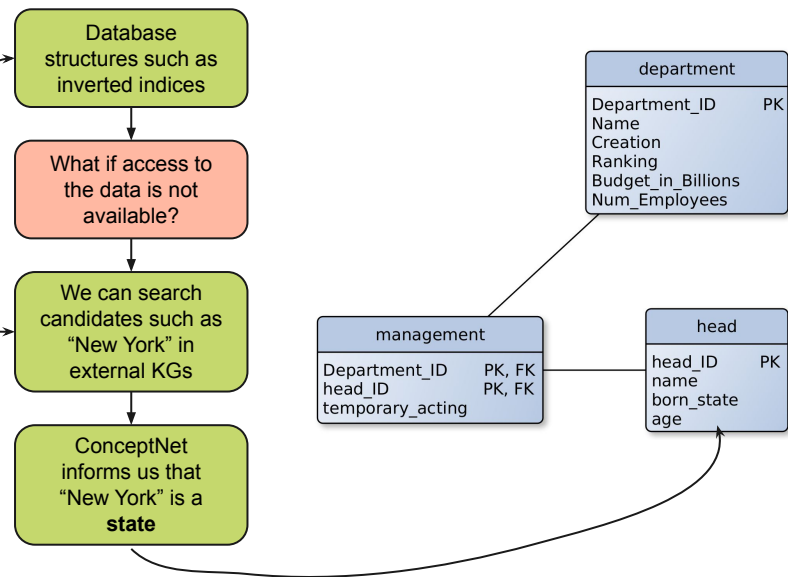 Database
structures such as
inverted indices
What if access to
the data is not
available?
We can search
candidates such as
“New York” in
external KGs
ConceptNet
informs us that
“New York” is a
state
department
Department_ID PK
Name
Creation
Ranking
Budget_in_Billions
Num_Employees
management
Department_ID PK, FK
head_ID PK, FK
temporary_acting
head
head_ID PK
name
born_state
age